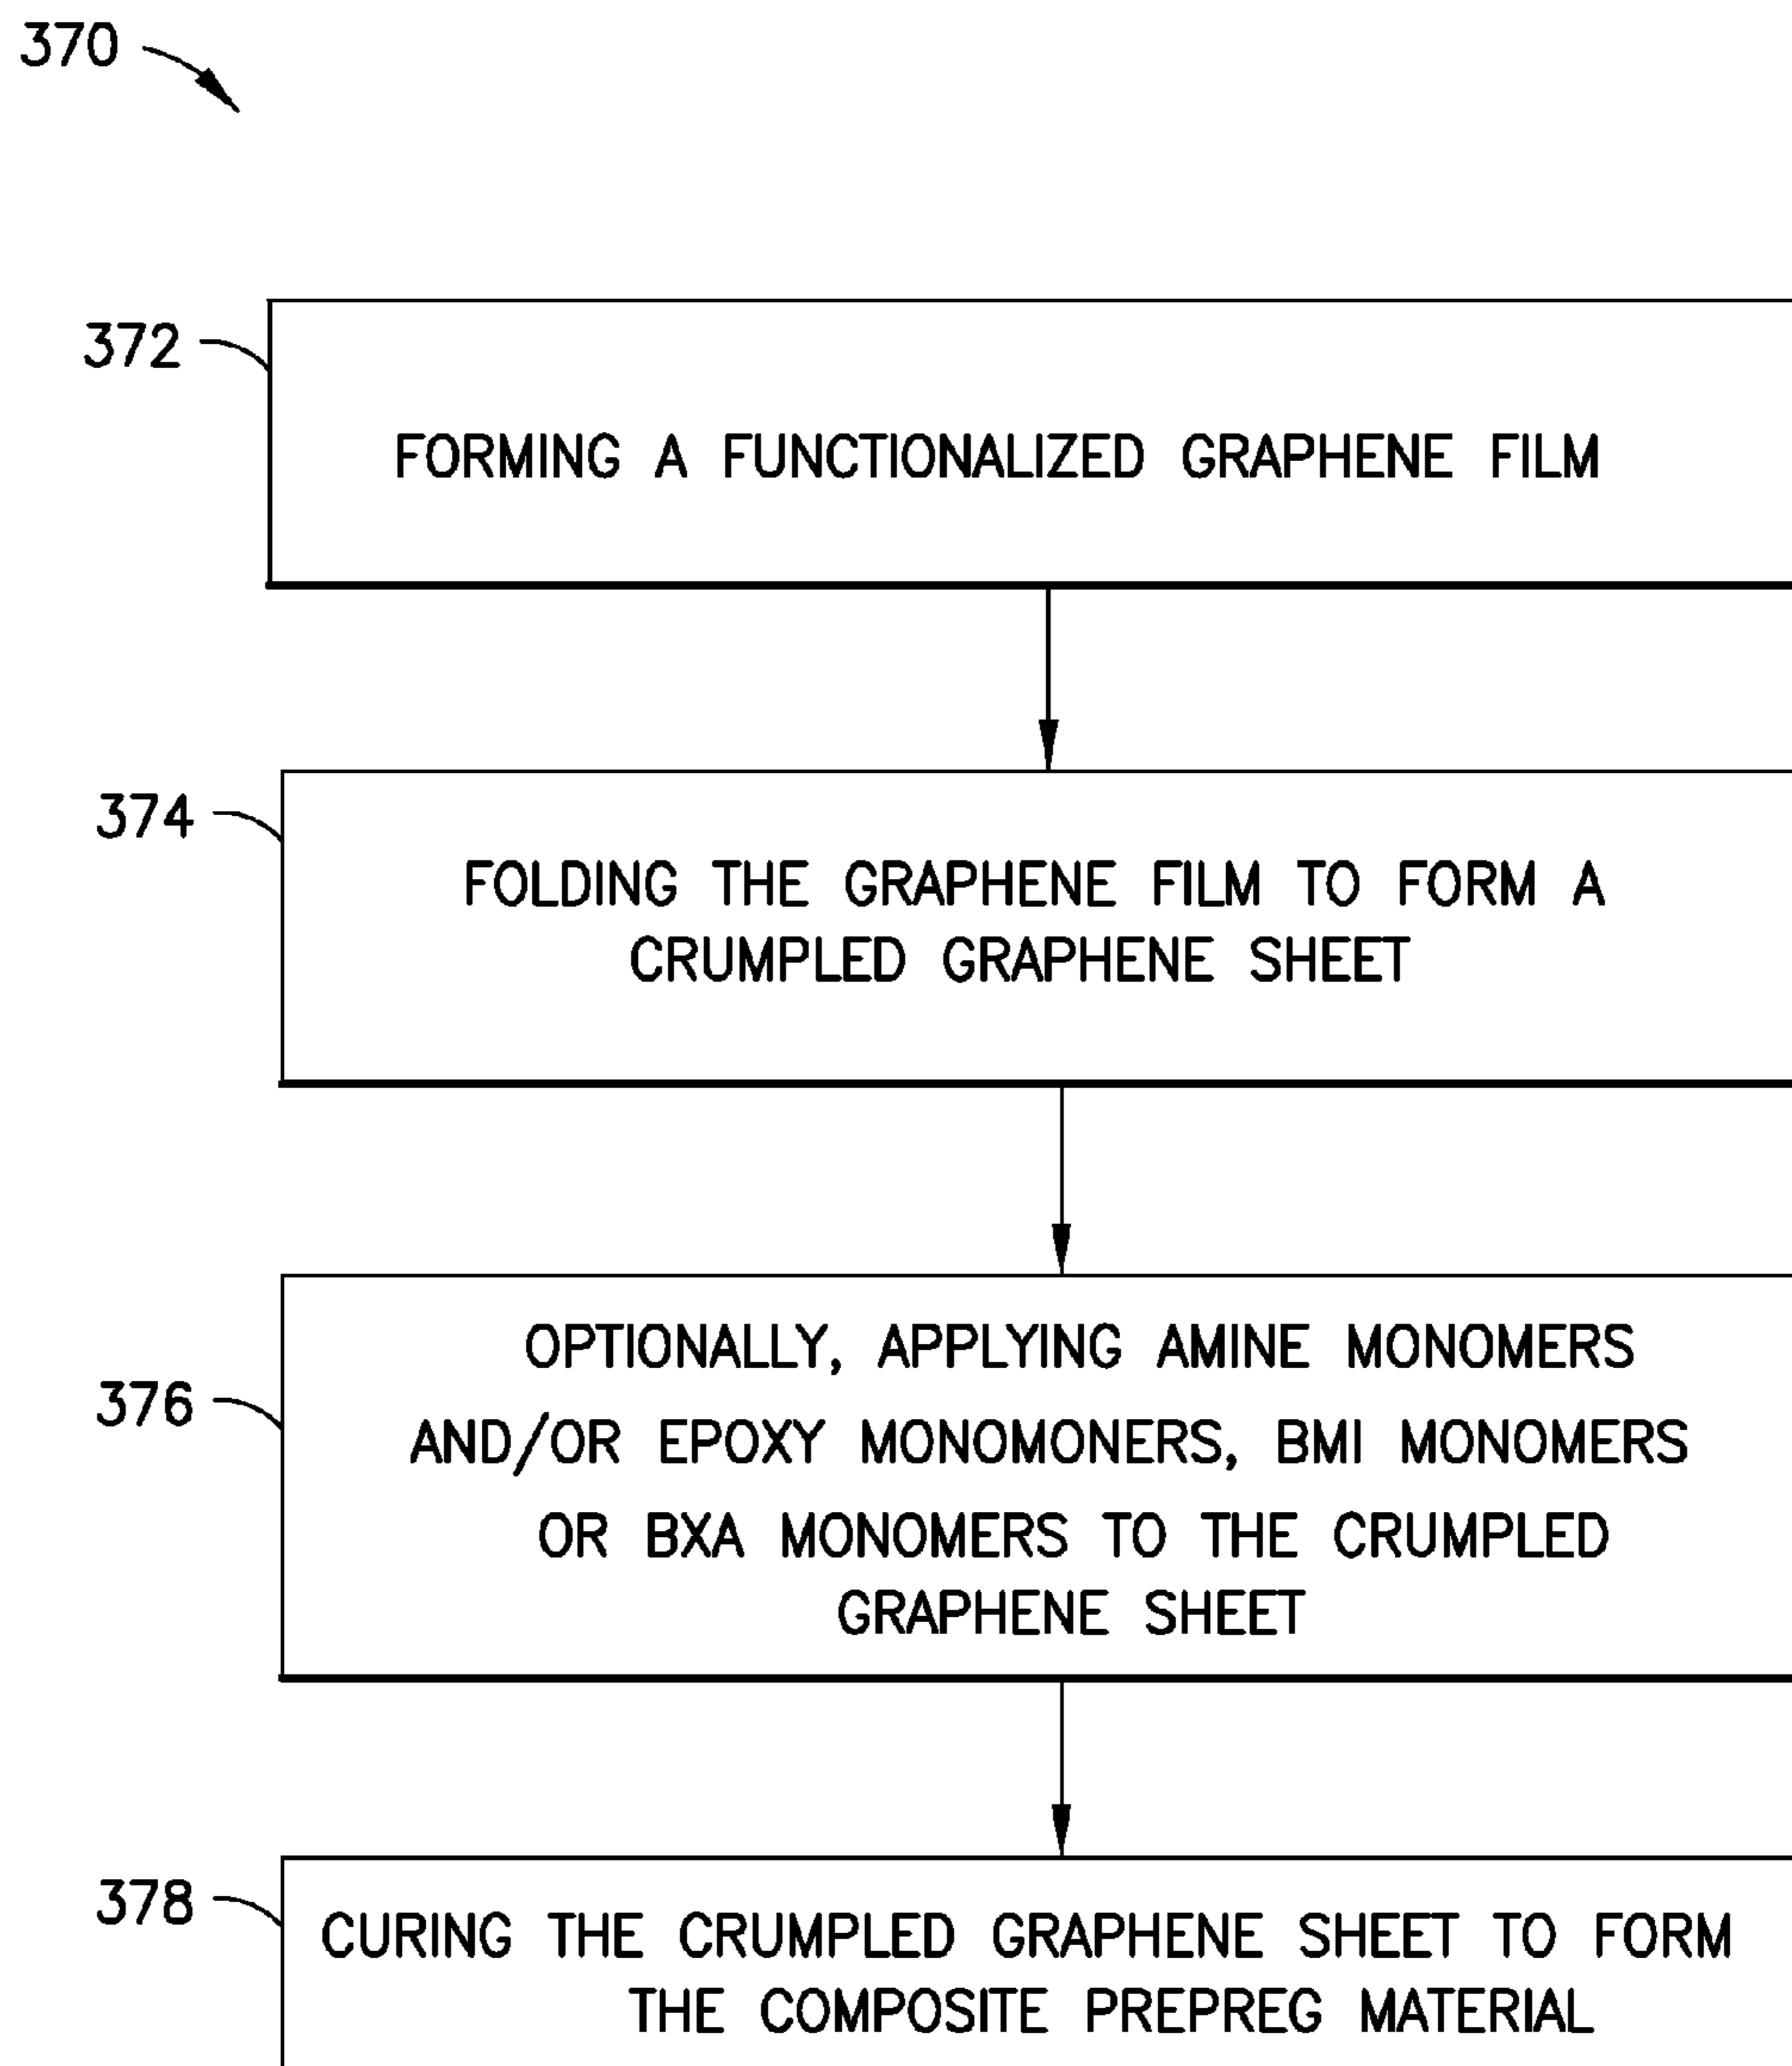 370
372
FORMING A FUNCTIONALIZED GRAPHENE FILM
374
FOLDING THE GRAPHENE FILM TO FORM A
CRUMPLED GRAPHENE SHEET
376
OPTIONALLY, APPLYING AMINE MONOMERS
AND/OR EPOXY MONOMONERS, BMI MONOMERS
OR BXA MONOMERS TO THE CRUMPLED
GRAPHENE SHEET
378
CURING THE CRUMPLED GRAPHENE SHEET TO FORM
THE COMPOSITE PREPREG MATERIAL